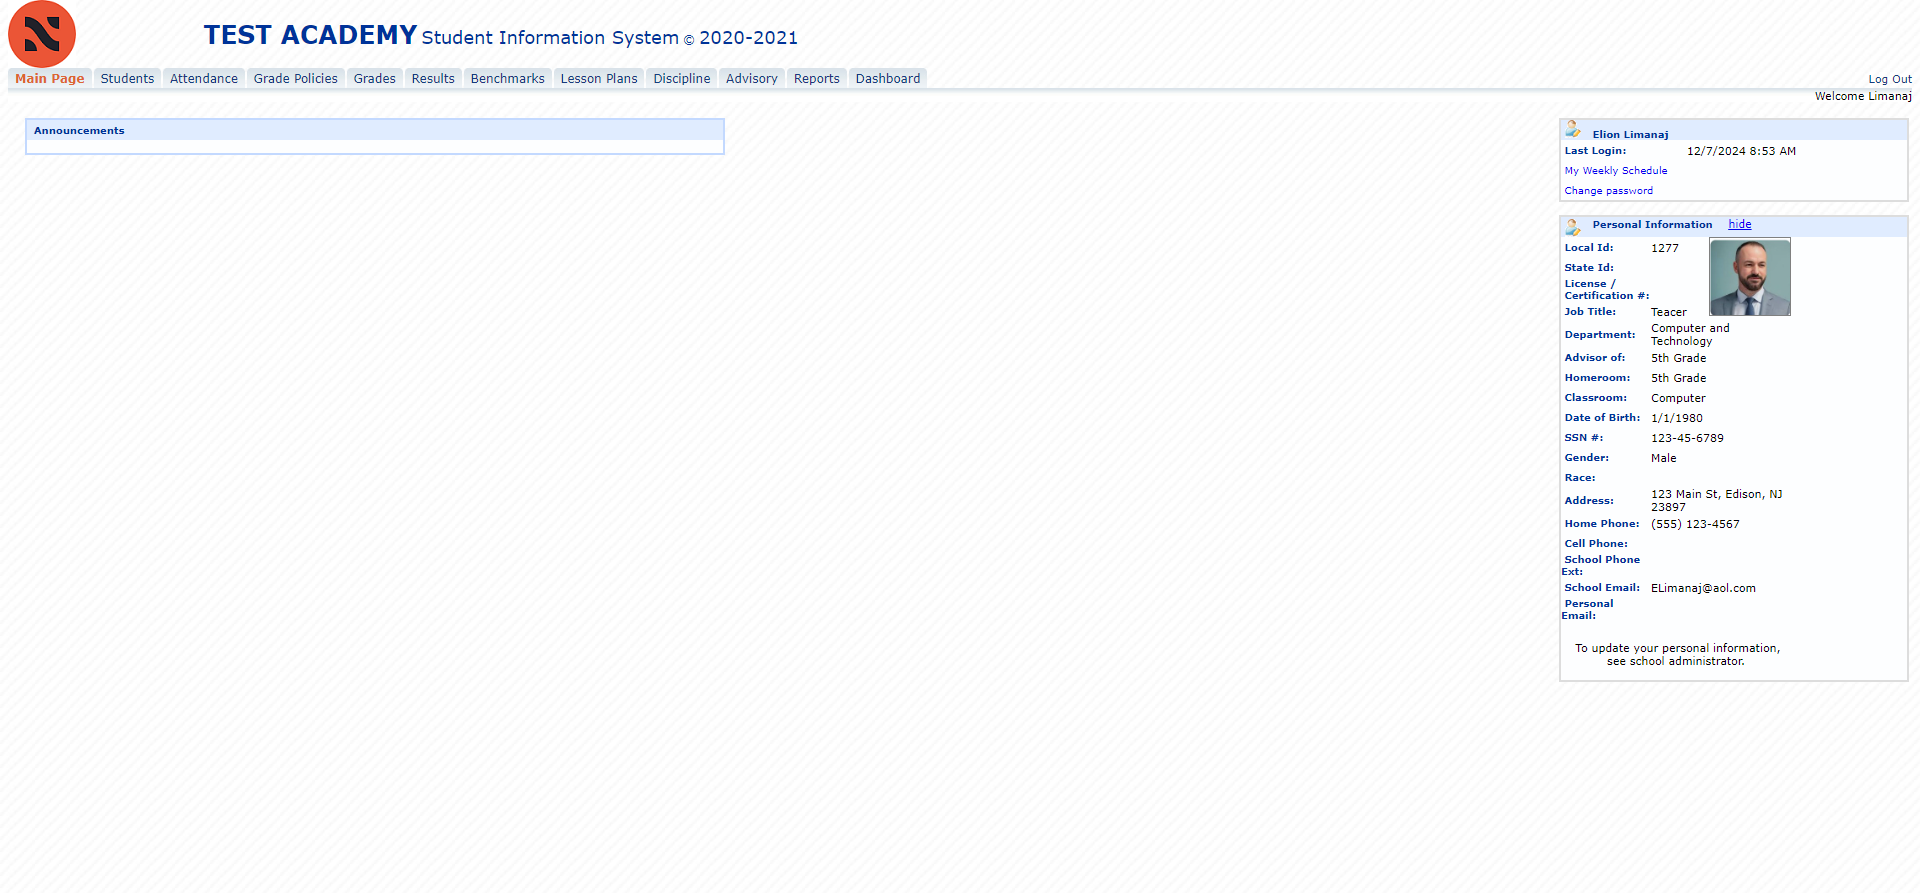 TEST ACADEMY Student Information System © 2020-2021
Main Page Students Attendance Grade Policies Grades Results Benchmarks Lesson Plans Discipline Advisory Reports Dashboard Log Out
Welcome Limanaj
Announcements
Elion Limanaj
Last Login: 12/7/2024 8:53 AM
My Weekly Schedule
Change password
Personal Information hide
Local Id: 1277
State Id:
License /
Certification #:
Job Title: Teacer
Department: Computer and
Technology
Advisor of: 5th Grade
Homeroom: 5th Grade
Classroom: Computer
Date of Birth: 1/1/1980
SSN #: 123-45-6789
Gender: Male
Race:
Address: 123 Main St, Edison, NJ
23897
Home Phone: (555) 123-4567
Cell Phone:
School Phone
Ext:
School Email: ELimanaj@aol.com
Personal
Email:
To update your personal information,
see school administrator.